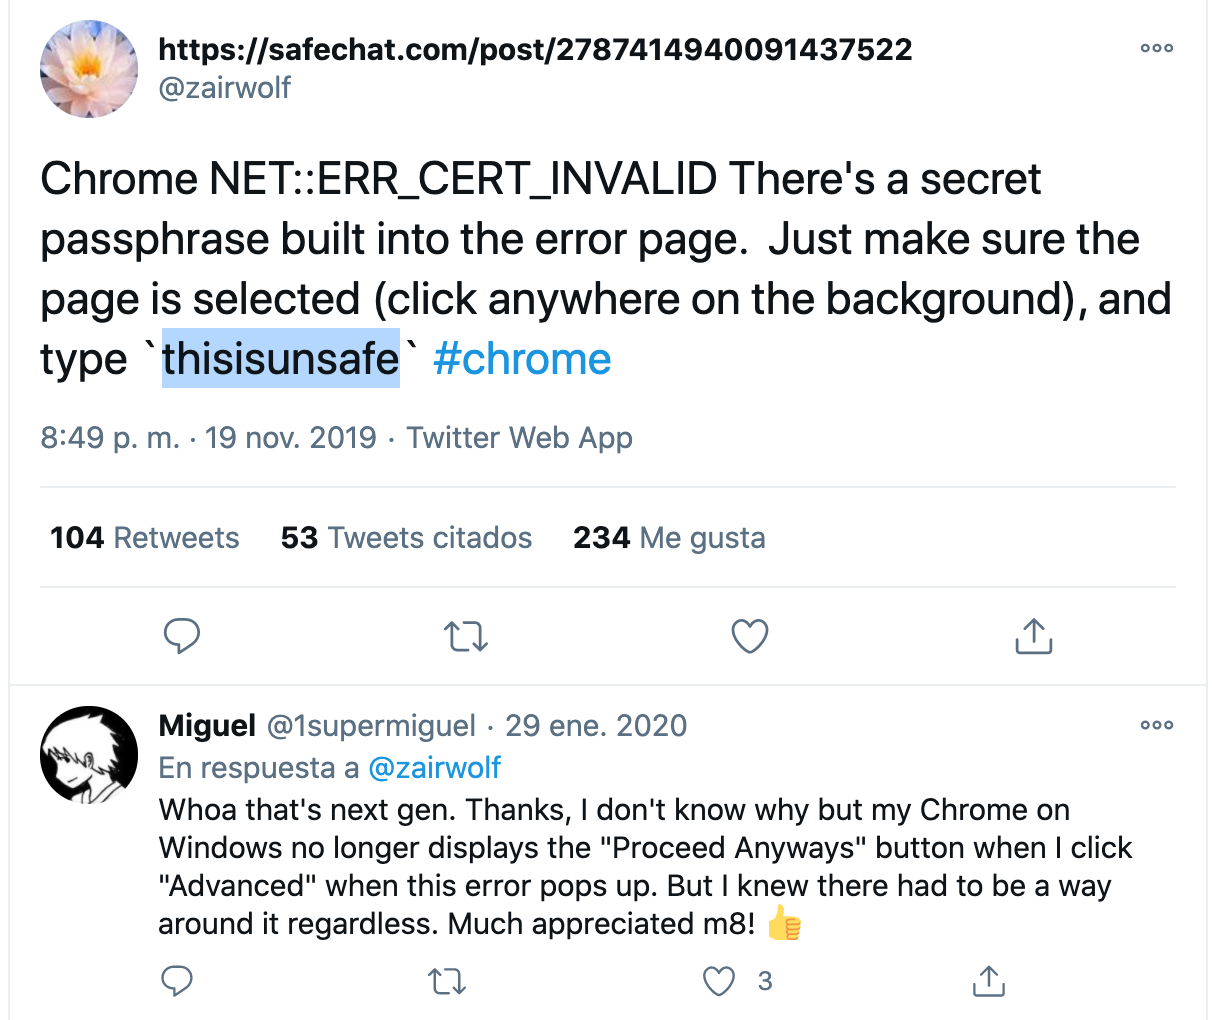 https://safechat.com/post/2787414940091437522
@zairwolf
Chrome NET::ERR_CERT_INVALID There's a secret
passphrase built into the error page.  Just make sure the
page is selected (click anywhere on the background), and
type `thisisunsafe` #chrome
8:49 p. m. · 19 nov. 2019 · Twitter Web App
104 Retweets 53 Tweets citados 234 Me gusta
Miguel @1supermiguel · 29 ene. 2020
En respuesta a @zairwolf
Whoa that's next gen. Thanks, I don't know why but my Chrome on
Windows no longer displays the "Proceed Anyways" button when I click
"Advanced" when this error pops up. But I knew there had to be a way
around it regardless. Much appreciated m8! 👍
3